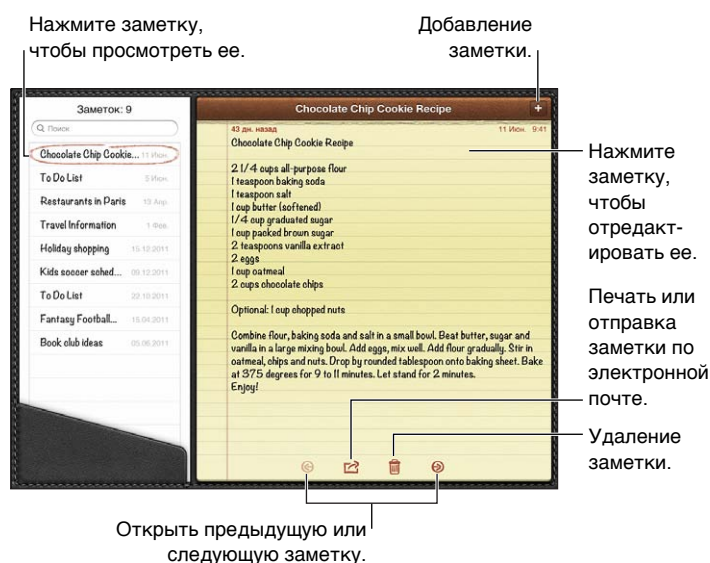 Нажмите заметку,
чтобы просмотреть ее.
Добавление
заметки.
Заметок: 9
Поиск
Chocolate Chip Cookie... 11 Июн.
To Do List 5 Июн.
Restaurants in Paris 13 Апр.
Travel Information 1 Фев.
Holiday shopping 15.12.2011
Kids soccer sched... 09.12.2011
To Do List 22.10.2011
Fantasy Football... 15.04.2011
Book club ideas 05.06.2011
Chocolate Chip Cookie Recipe
+
43 дн. назад 11 Июн. 9:41
Chocolate Chip Cookie Recipe
2 1/4 cups all-purpose flour
1 teaspoon baking soda
1 teaspoon salt
1 cup butter (softened)
1/4 cup graduated sugar
1 cup packed brown sugar
2 teaspoons vanilla extract
2 eggs
1 cup oatmeal
2 cups chocolate chips
Optional: 1 cup chopped nuts
Combine flour, baking soda and salt in a small bowl. Beat butter, sugar and
vanilla in a large mixing bowl. Add eggs, mix well. Add flour gradually. Stir in
oatmeal, chips and nuts. Drop by rounded tablespoon onto baking sheet. Bake
at 375 degrees for 9 to 11 minutes. Let stand for 2 minutes.
Enjoy!
Нажмите
заметку,
чтобы
отредакт-
ировать ее.
Печать или
отправка
заметки по
электронной
почте.
Удаление
заметки.
Открыть предыдущую или
следующую заметку.